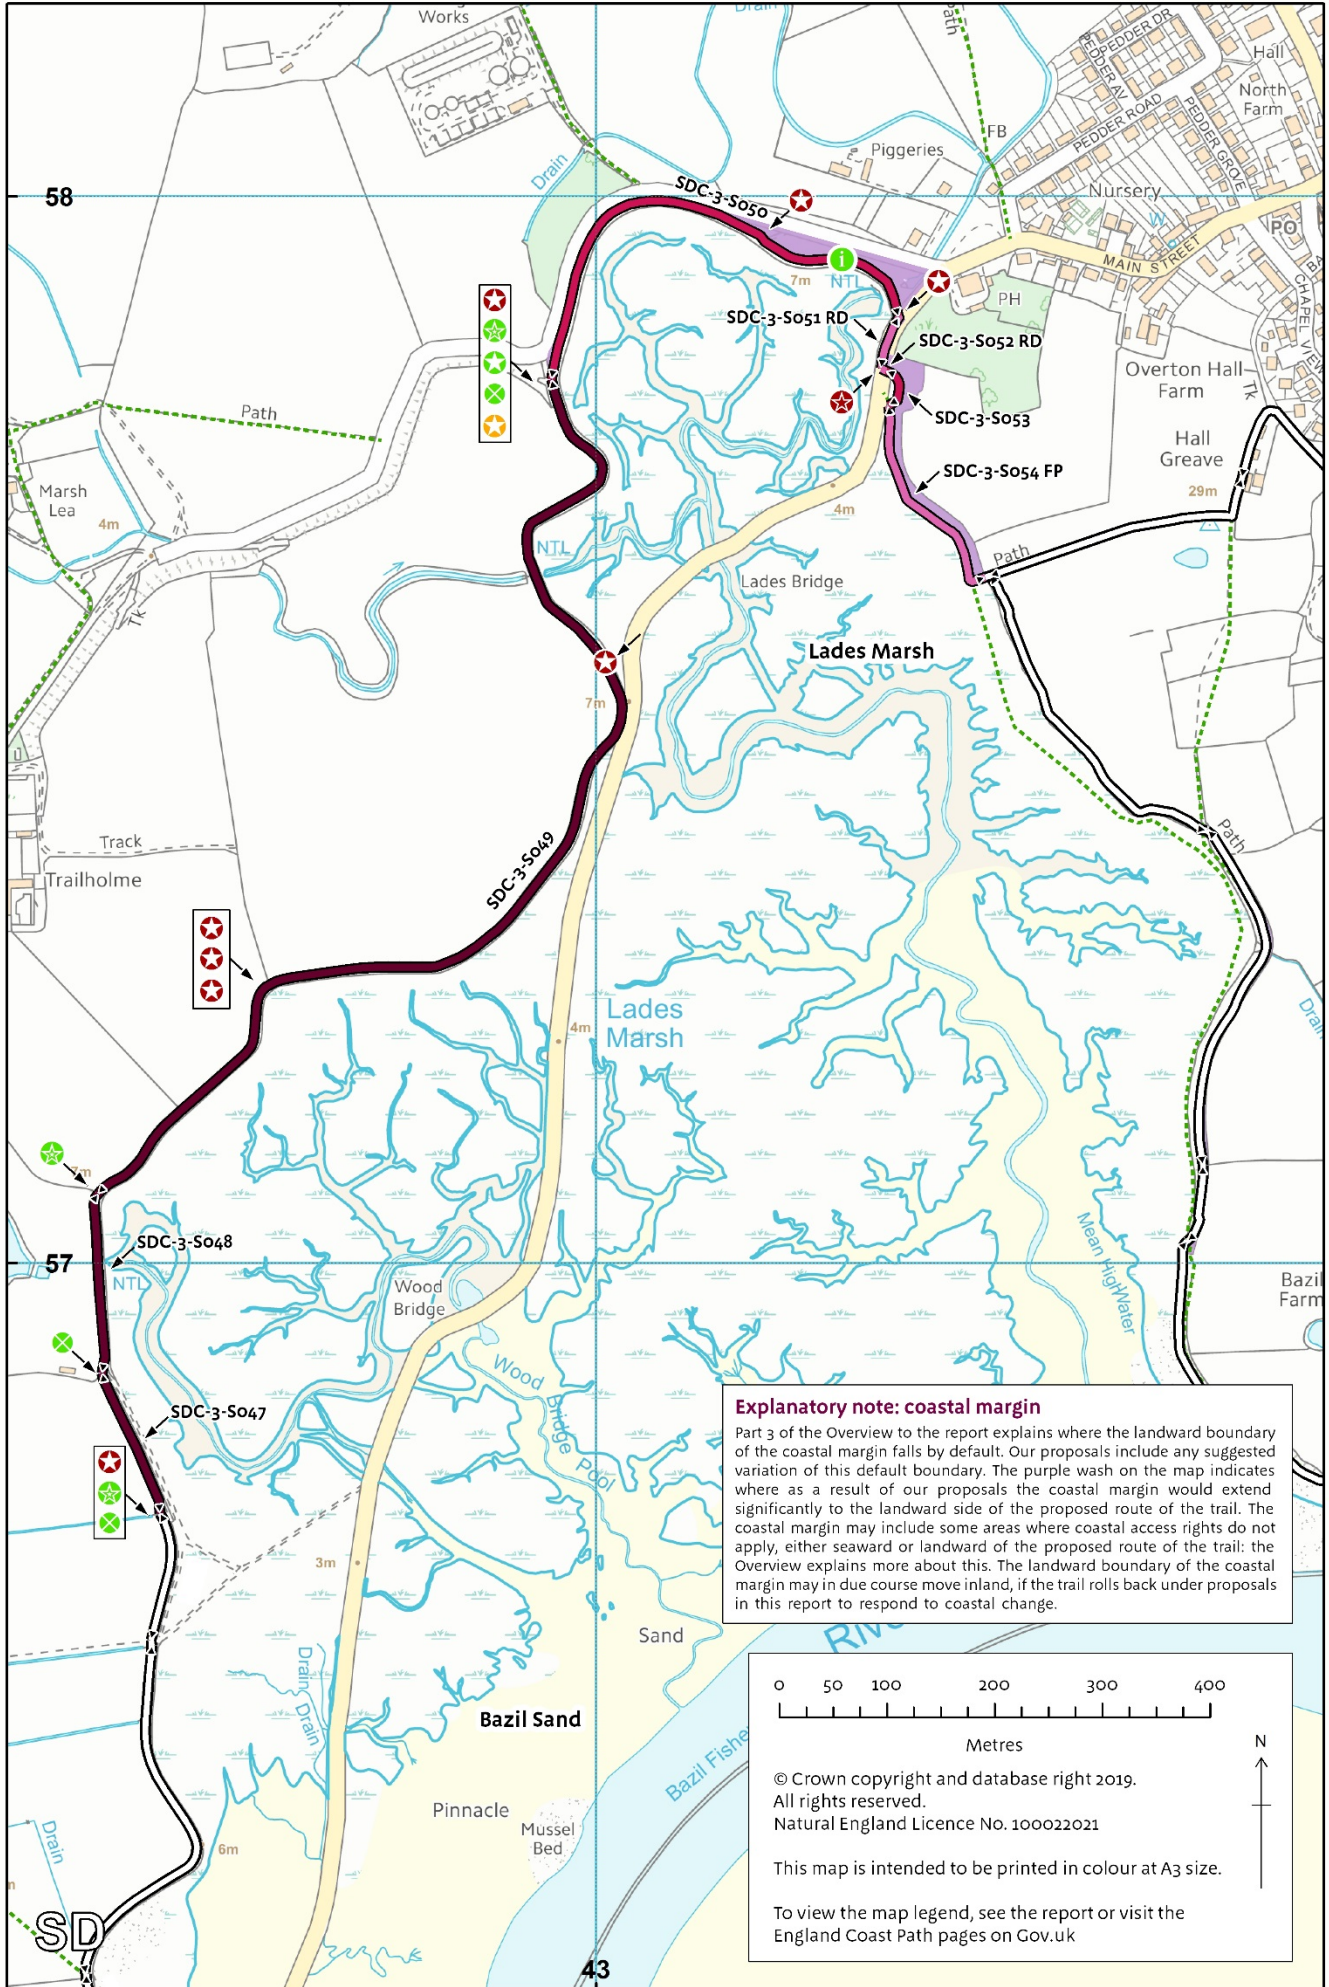 Works
Drain
Path
PEDDER DR
PEDDER AV
Hall
North
Farm
PEDDER ROAD
PEDDER GROVE
FB
Piggeries
Drain
Nursery
W
58
SDC-3-S050
PO
MAIN STREET
7m
NTL
PH
CHAPEL VIEW
SDC-3-S051 RD
SDC-3-S052 RD
Overton Hall
Farm
Tk
Path
SDC-3-S053
Hall
Greave
Marsh
Lea
4m
SDC-3-S054 FP
29m
4m
NTL
Path
Lades Bridge
Tk
Lades Marsh
7m
Path
Track
Trailholme
SDC-3-S049
Lades
Marsh
4m
Drain
7m
SDC-3-S048
57
NTL
Mean High Water
Wood
Bridge
Bazil
Farm
Wood
Bridge
Pool
SDC-3-S047
Explanatory note: coastal margin
Part 3 of the Overview to the report explains where the landward boundary
of the coastal margin falls by default. Our proposals include any suggested
variation of this default boundary. The purple wash on the map indicates
where as a result of our proposals the coastal margin would extend
significantly to the landward side of the proposed route of the trail. The
coastal margin may include some areas where coastal access rights do not
apply, either seaward or landward of the proposed route of the trail: the
Overview explains more about this. The landward boundary of the coastal
margin may in due course move inland, if the trail rolls back under proposals
in this report to respond to coastal change.
3m
Sand
Drain
Drain
Bazil Sand
0 50 100 200 300 400
Metres
N
Pinnacle
Mussel
Bed
© Crown copyright and database right 2019.
All rights reserved.
Natural England Licence No. 100022021
This map is intended to be printed in colour at A3 size.
To view the map legend, see the report or visit the
England Coast Path pages on Gov.uk
Drain
6m
SD
43